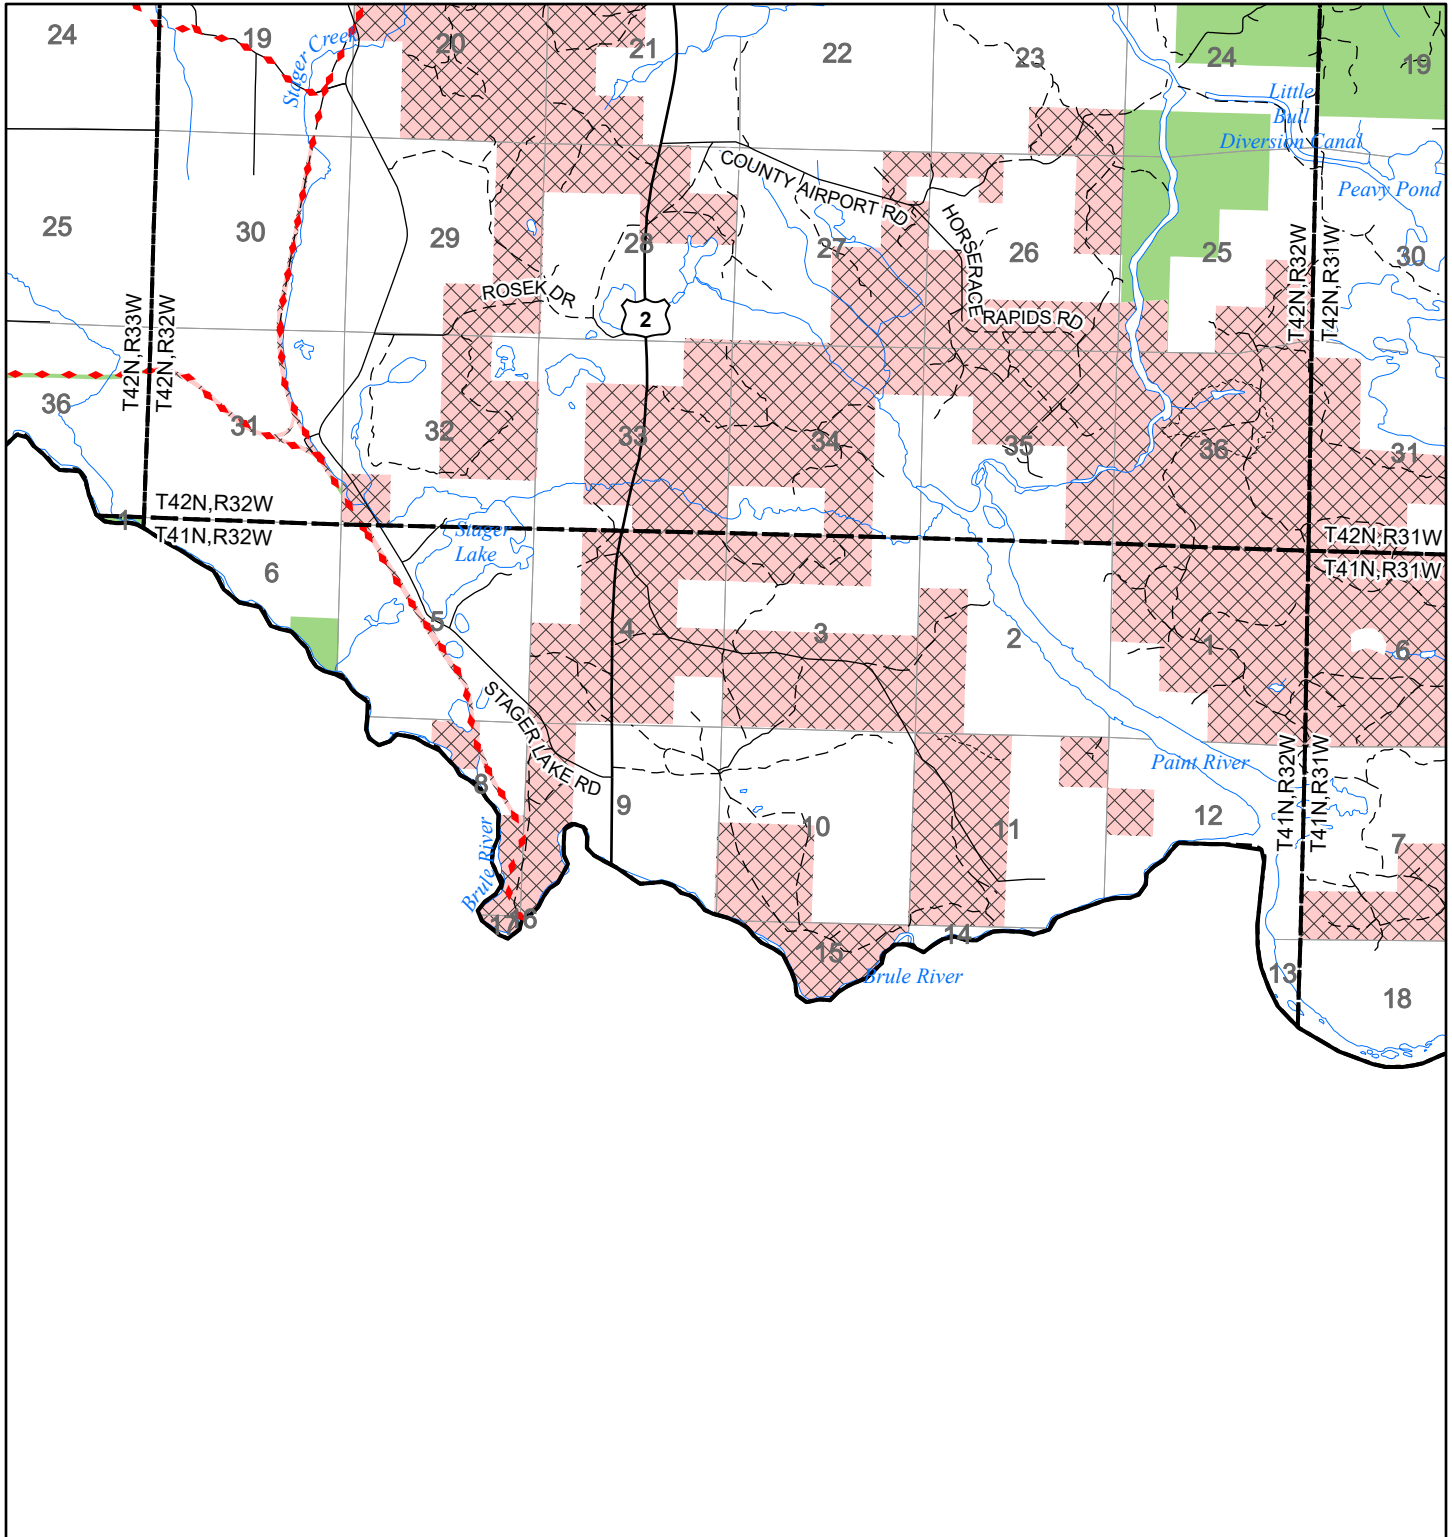 24
19
Stager Creek
20
21
22
23
24
19
Little
Bull
Diversion Canal
Peavy Pond
COUNTY AIRPORT RD
HORSERACE
RAPIDS RD
25
30
29
28
27
26
25
30
ROSEK DR
2
T42N,R33W
T42N,R32W
T42N,R32W
T42N,R31W
36
31
32
33
34
35
36
31
1
T42N,R32W
T41N,R32W
Stager
Lake
T42N,R31W
T41N,R31W
6
5
4
3
2
1
6
STAGER LAKE RD
Paint River
T41N,R32W
T41N,R31W
8
9
10
11
12
7
Brule River
17
16
15
14
13
18
Brule River